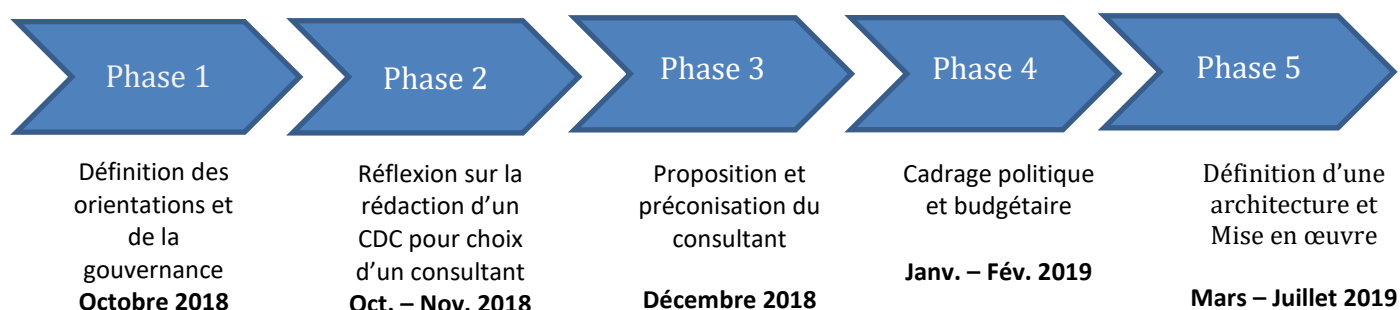 Phase 1
Phase 2
Phase 3
Phase 4
Phase 5
Définition des
orientations et
de la
gouvernance
Octobre 2018
Réflexion sur la
rédaction d’un
CDC pour choix
d’un consultant
Oct. – Nov. 2018
Proposition et
préconisation du
consultant
Décembre 2018
Cadrage politique
et budgétaire
Janv. – Fév. 2019
Définition d’une
architecture et
Mise en œuvre
Mars – Juillet 2019